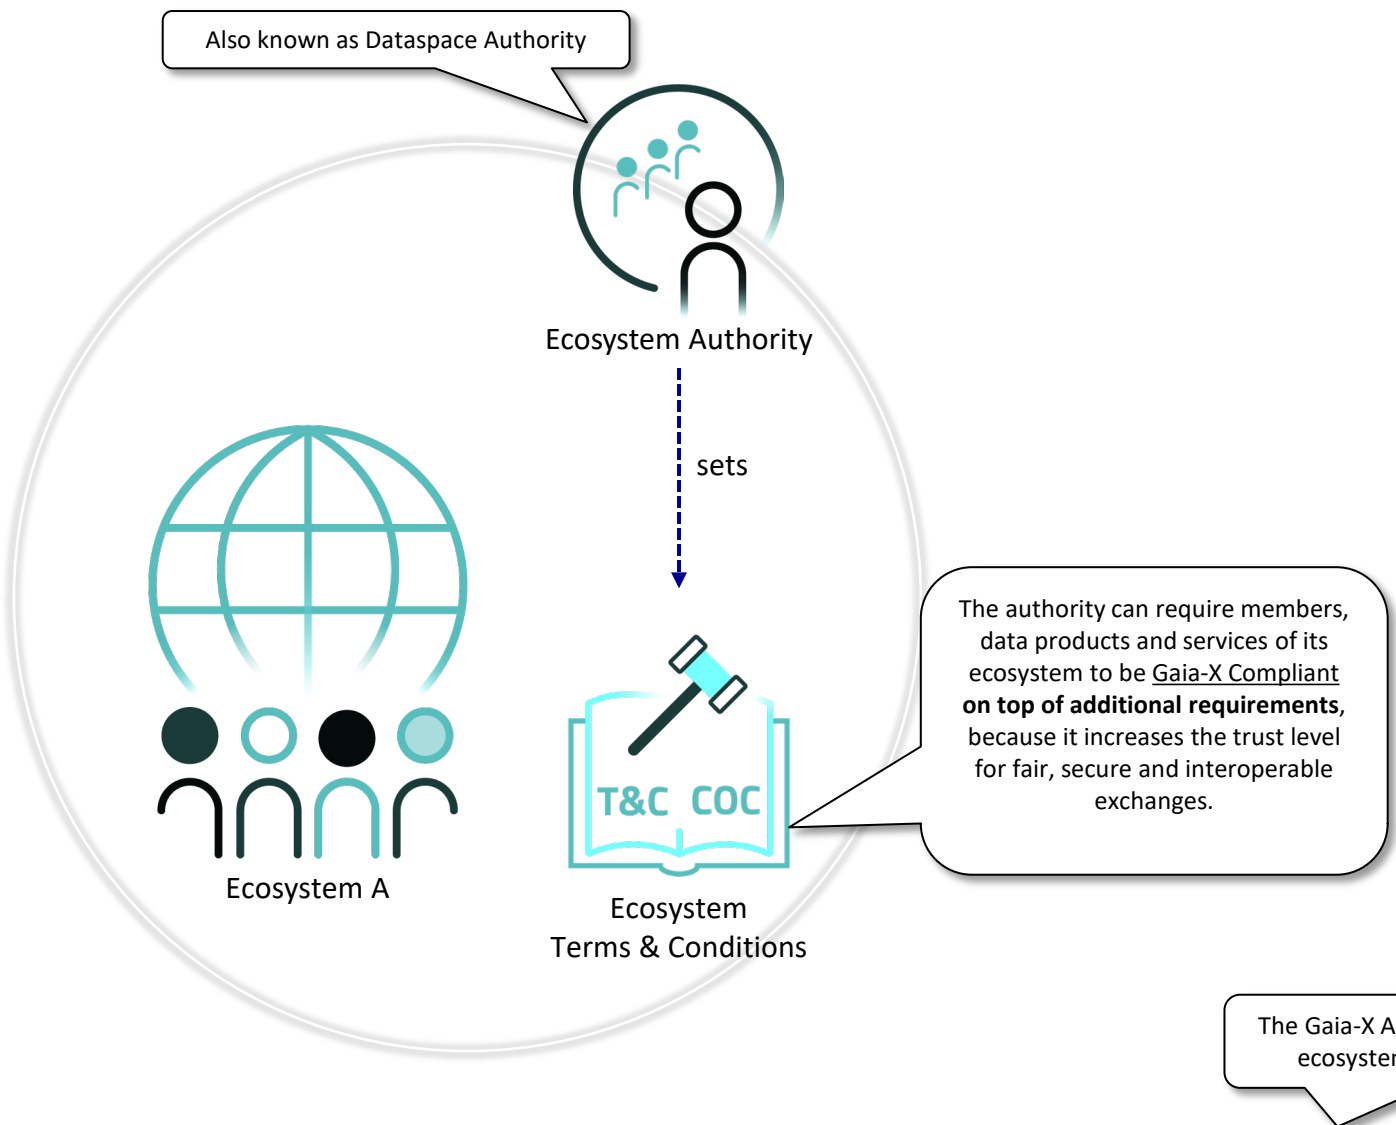 Also known as Dataspace Authority
Ecosystem Authority
sets
The authority can require members,
data products and services of its
ecosystem to be Gaia-X Compliant
on top of additional requirements,
because it increases the trust level
for fair, secure and interoperable
exchanges.
T&C COC
Ecosystem A
Ecosystem
Terms & Conditions
The Gaia-X